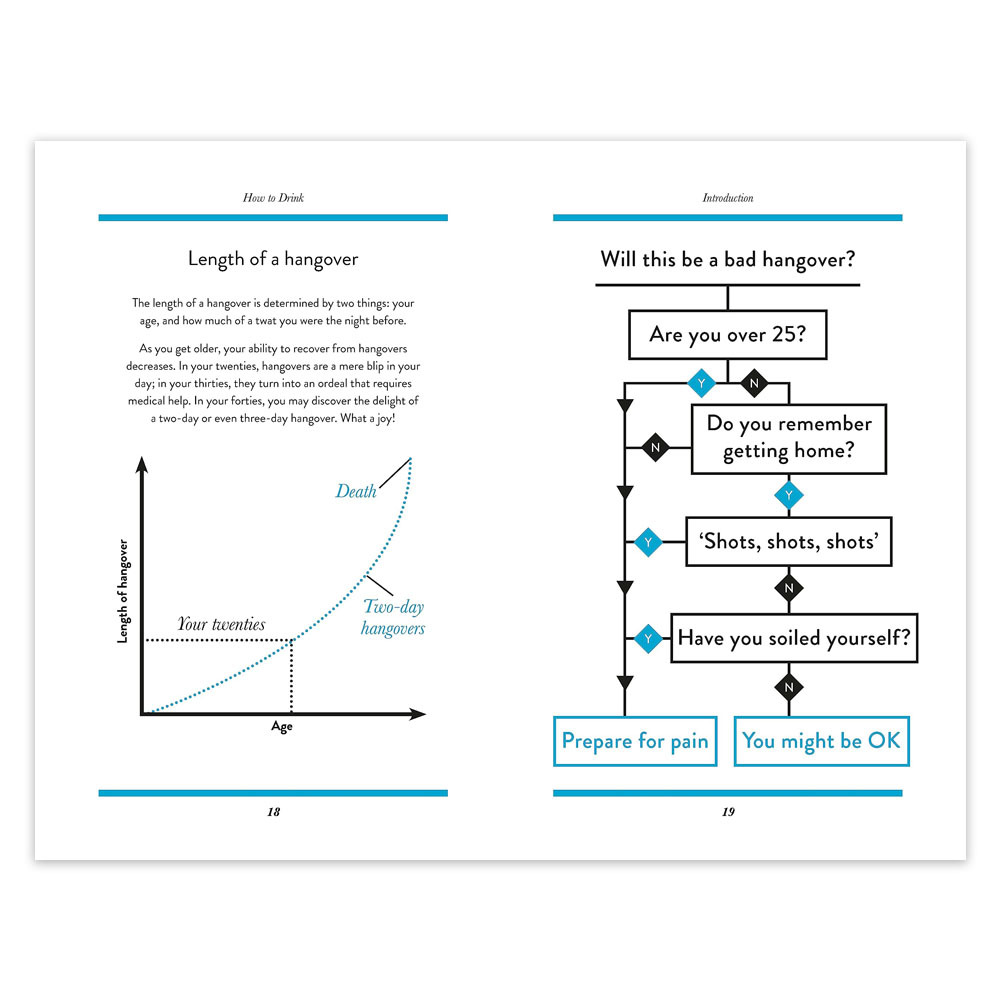 How to Drink
Length of a hangover
The length of a hangover is determined by two things: your
age, and how much of a twat you were the night before.
As you get older, your ability to recover from hangovers
decreases. In your twenties, hangovers are a mere blip in your
day; in your thirties, they turn into an ordeal that requires
medical help. In your forties, you may discover the delight of
a two-day or even three-day hangover. What a joy!
Death
Two-day
hangovers
Your twenties
Length of hangover
Age
18
Introduction
Will this be a bad hangover?
Are you over 25?
Y
N
Do you remember
getting home?
N
Y
‘Shots, shots, shots’
Y
N
Have you soiled yourself?
Y
N
Prepare for pain
You might be OK
19